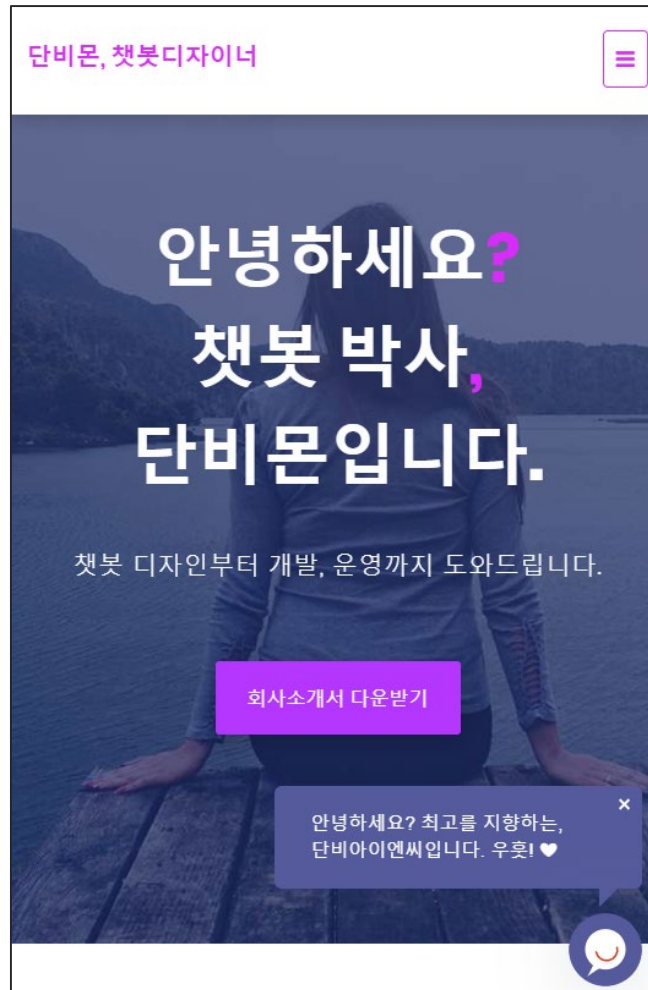 단비몬, 챗봇디자이너
안녕하세요?
챗봇 박사,
단비몬입니다.
챗봇 디자인부터 개발, 운영까지 도와드립니다.
회사소개서 다운받기
안녕하세요? 최고를 지향하는,
단비아이엔씨입니다. 우훗! ♥